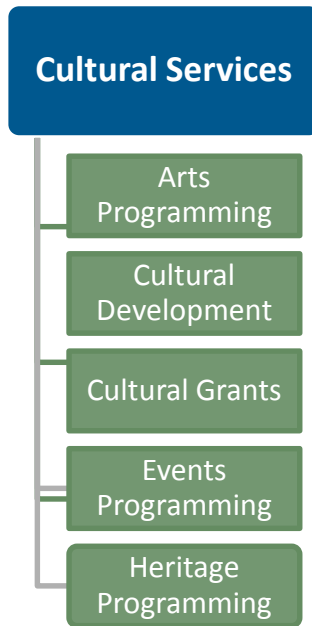 Cultural Services
Arts
Programming
Cultural
Development
Cultural Grants
Events
Programming
Heritage
Programming